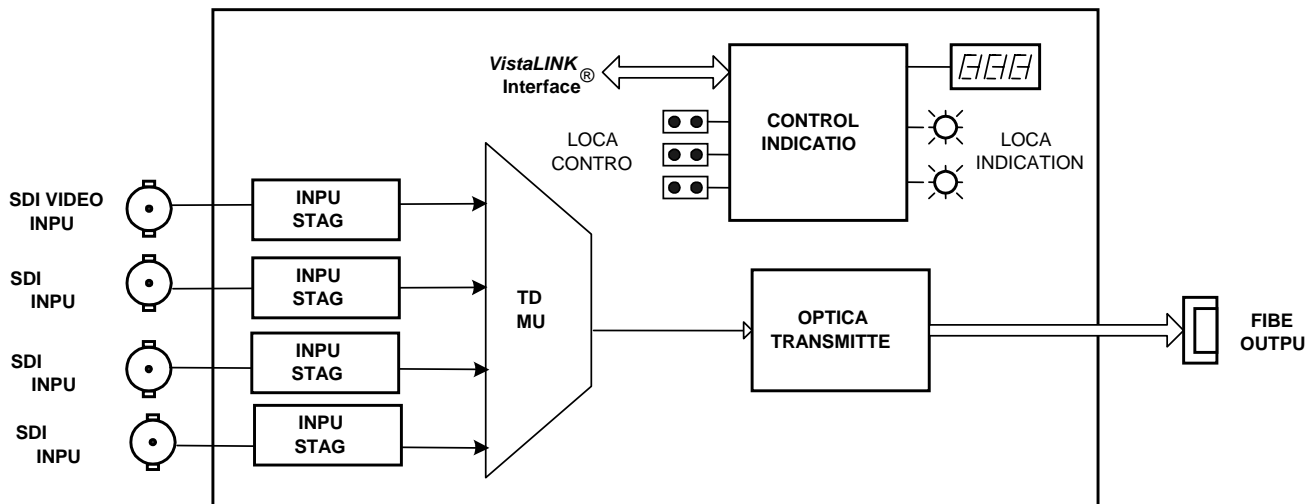 VistaLINK ®
Interface
CONTROL
INDICATIO
LOCA
CONTRO
LOCA
INDICATION
SDI VIDEO
INPU
INPU
STAG
SDI
INPU
INPU
STAG
TD
MU
OPTICA
TRANSMITTE
FIBE
OUTPU
SDI
INPU
INPU
STAG
SDI
INPU
INPU
STAG